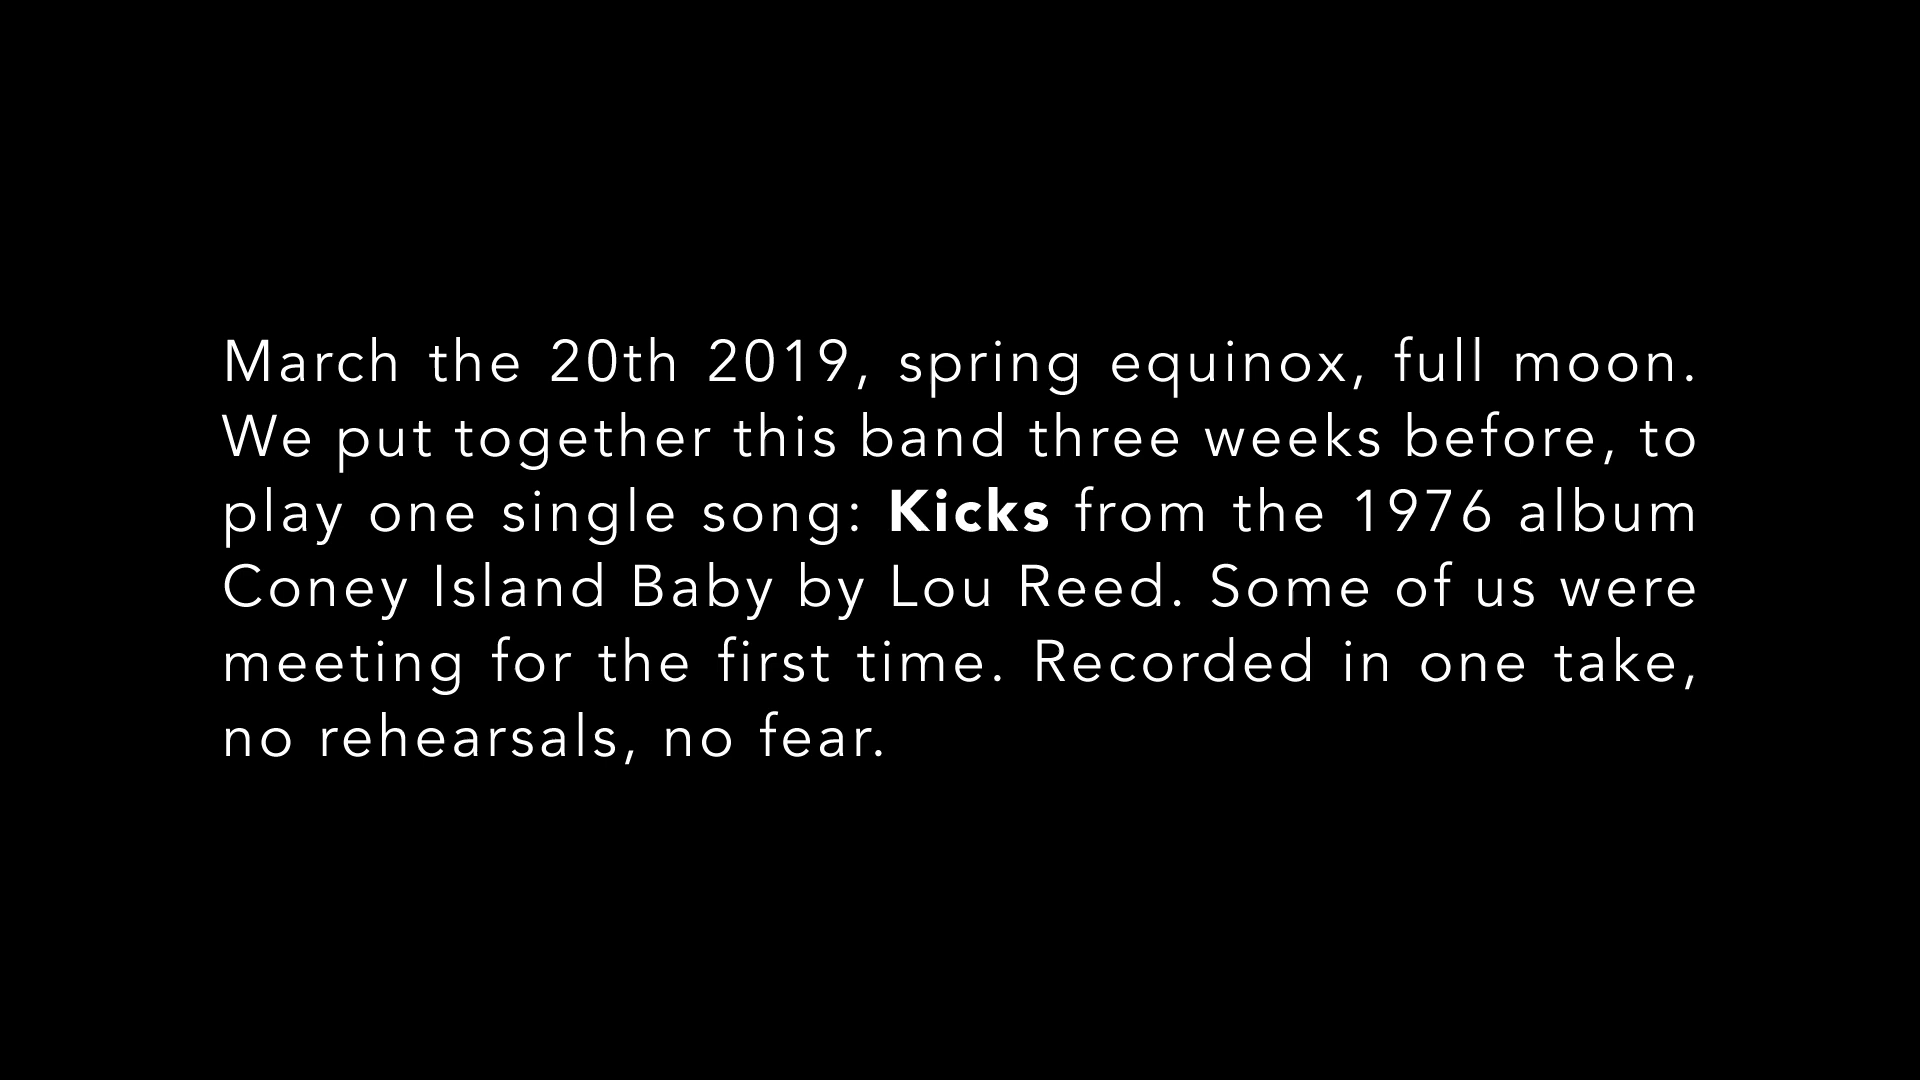 March the 20th 2019, spring equinox, full moon.
We put together this band three weeks before, to
play one single song: Kicks from the 1976 album
Coney Island Baby by Lou Reed. Some of us were
meeting for the first time. Recorded in one take,
no rehearsals, no fear.